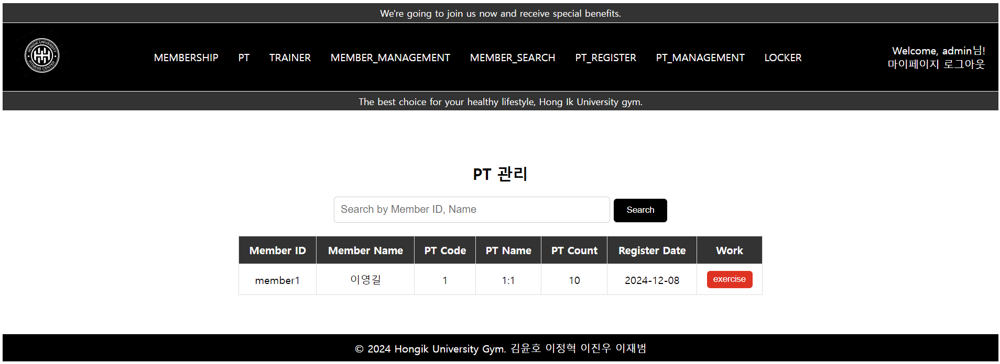 We're going to join us now and receive special benefits.
HONGIK UNIVERSITY
FITNESS CENTER
MEMBERSHIP PT TRAINER MEMBER_MANAGEMENT MEMBER_SEARCH PT_REGISTER PT_MANAGEMENT LOCKER
Welcome, admin님!
마이페이지 로그아웃
The best choice for your healthy lifestyle, Hong Ik University gym.
PT 관리
Search by Member ID, Name Search
Member ID Member Name PT Code PT Name PT Count Register Date Work
member1 이영길 1 1:1 10 2024-12-08 exercise
© 2024 Hongik University Gym. 김윤호 이정혁 이진우 이재범